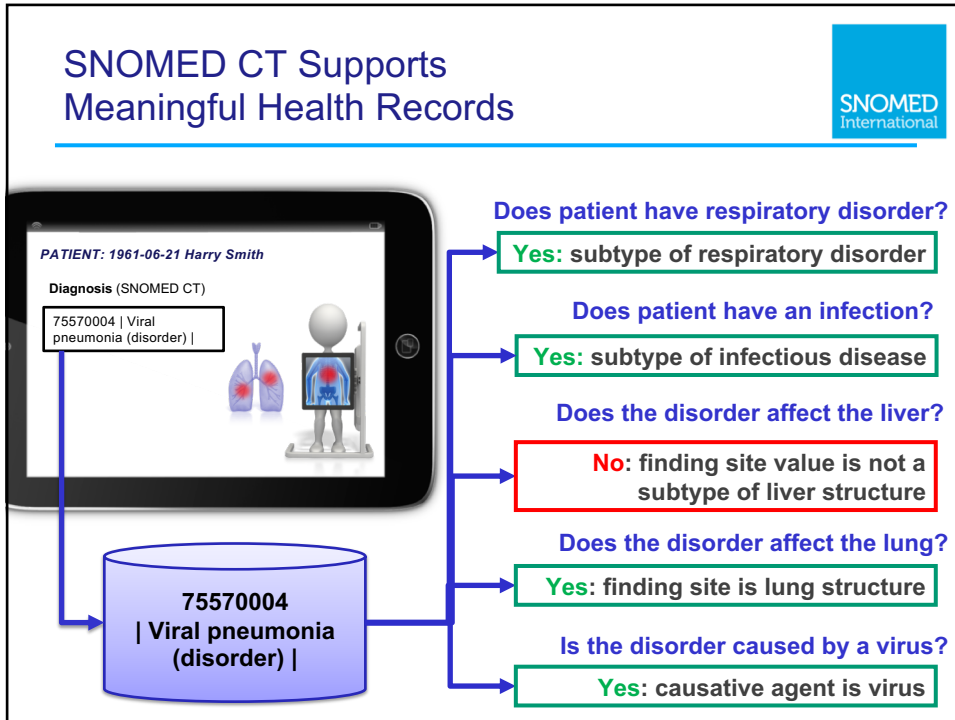 SNOMED CT Supports
Meaningful Health Records
SNOMED
International
PATIENT: 1961-06-21 Harry Smith
Diagnosis (SNOMED CT)
75570004 | Viral
pneumonia (disorder) |
75570004
| Viral pneumonia
(disorder) |
Does patient have respiratory disorder?
Yes: subtype of respiratory disorder
Does patient have an infection?
Yes: subtype of infectious disease
Does the disorder affect the liver?
No: finding site value is not a
subtype of liver structure
Does the disorder affect the lung?
Yes: finding site is lung structure
Is the disorder caused by a virus?
Yes: causative agent is virus